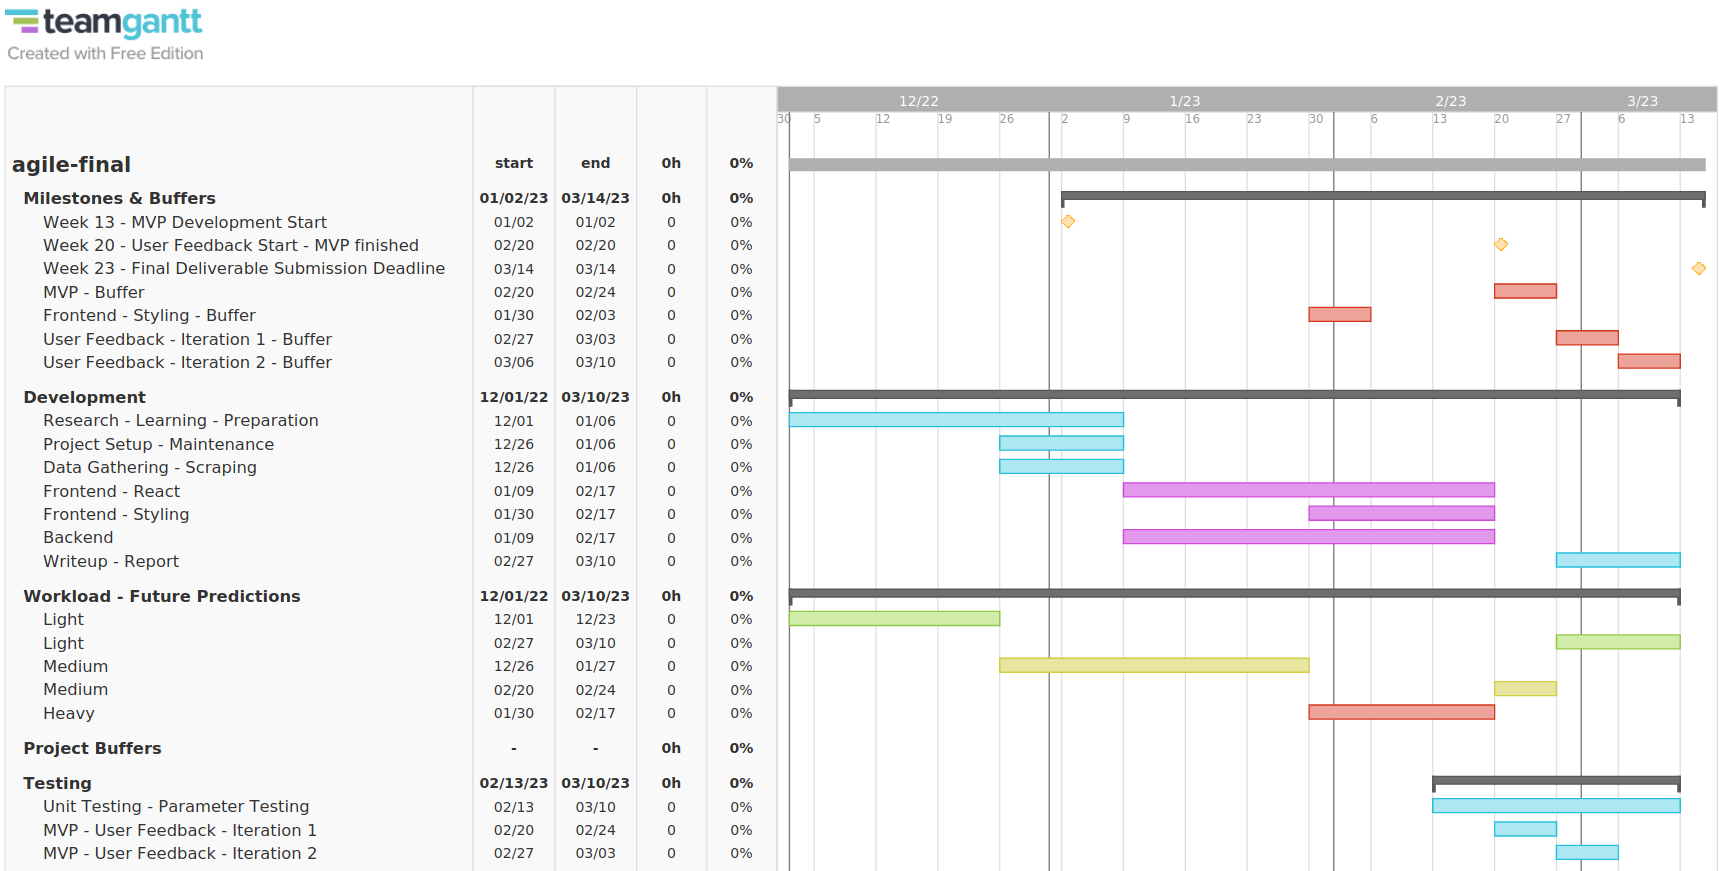 teamgantt
Created with Free Edition
12/22 1/23 2/23 3/23
30 5 12 19 26 2 9 16 23 30 6 13 20 27 6 13
agile-final start end 0h 0%
Milestones & Buffers 01/02/23 03/14/23 0h 0%
Week 13 - MVP Development Start 01/02 01/02 0 0%
Week 20 - User Feedback Start - MVP finished 02/20 02/20 0 0%
Week 23 - Final Deliverable Submission Deadline 03/14 03/14 0 0%
MVP - Buffer 02/20 02/24 0 0%
Frontend - Styling - Buffer 01/30 02/03 0 0%
User Feedback - Iteration 1 - Buffer 02/27 03/03 0 0%
User Feedback - Iteration 2 - Buffer 03/06 03/10 0 0%
Development 12/01/22 03/10/23 0h 0%
Research - Learning - Preparation 12/01 01/06 0 0%
Project Setup - Maintenance 12/26 01/06 0 0%
Data Gathering - Scraping 12/26 01/06 0 0%
Frontend - React 01/09 02/17 0 0%
Frontend - Styling 01/30 02/17 0 0%
Backend 01/09 02/17 0 0%
Writeup - Report 02/27 03/10 0 0%
Workload - Future Predictions 12/01/22 03/10/23 0h 0%
Light 12/01 12/23 0 0%
Light 02/27 03/10 0 0%
Medium 12/26 01/27 0 0%
Medium 02/20 02/24 0 0%
Heavy 01/30 02/17 0 0%
Project Buffers - - 0h 0%
Testing 02/13/23 03/10/23 0h 0%
Unit Testing - Parameter Testing 02/13 03/10 0 0%
MVP - User Feedback - Iteration 1 02/20 02/24 0 0%
MVP - User Feedback - Iteration 2 02/27 03/03 0 0%